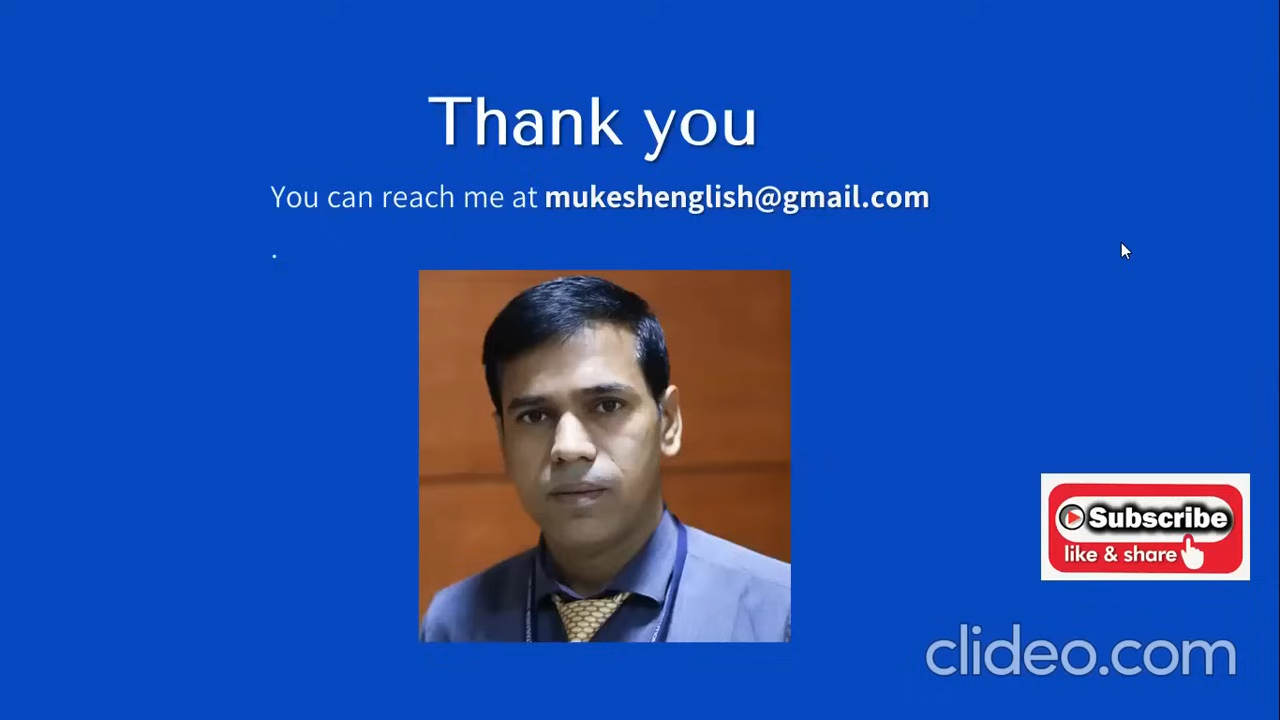 Thank you
You can reach me at mukeshenglish@gmail.com
.
Subscribe
like & share
clideo.com